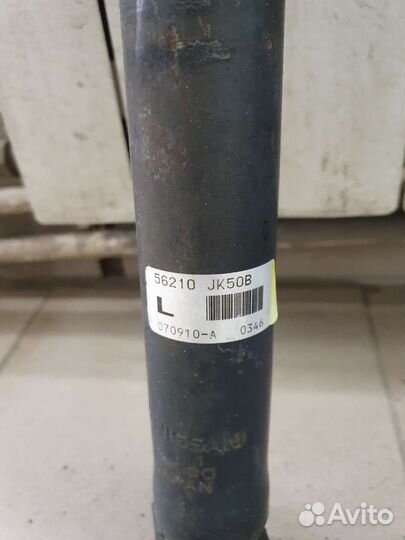 56210 JK50B
L
070910-A 0346
NISSAN
JAPAN
Avito